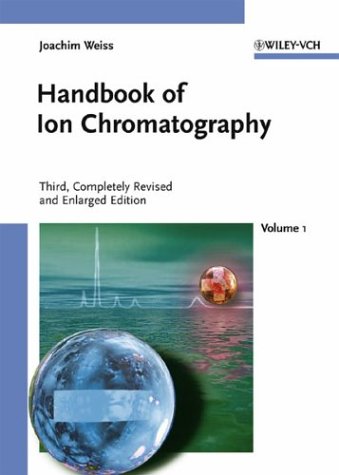 Joachim Weiss
WILEY-VCH
Handbook of
Ion Chromatography
Third, Completely Revised
and Enlarged Edition
Volume 1